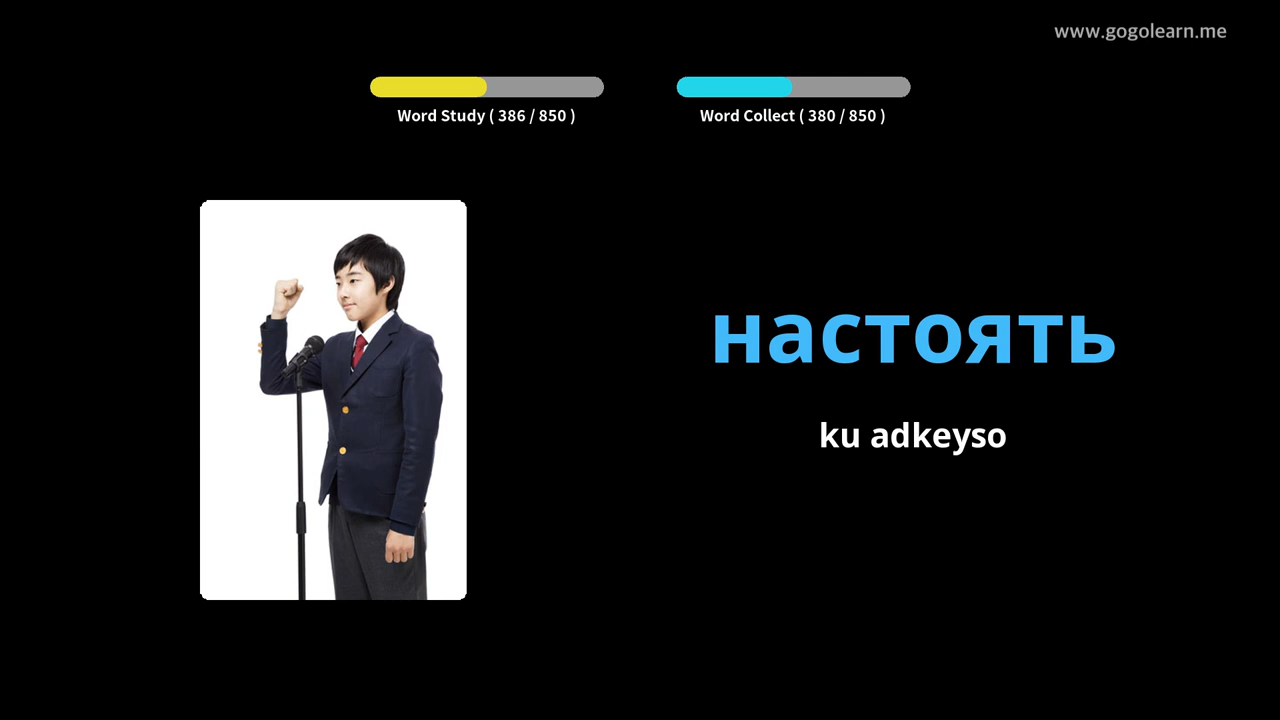 www.gogolearn.me
Word Study ( 386 / 850 )
Word Collect ( 380 / 850 )
настоять
ku adkeyso